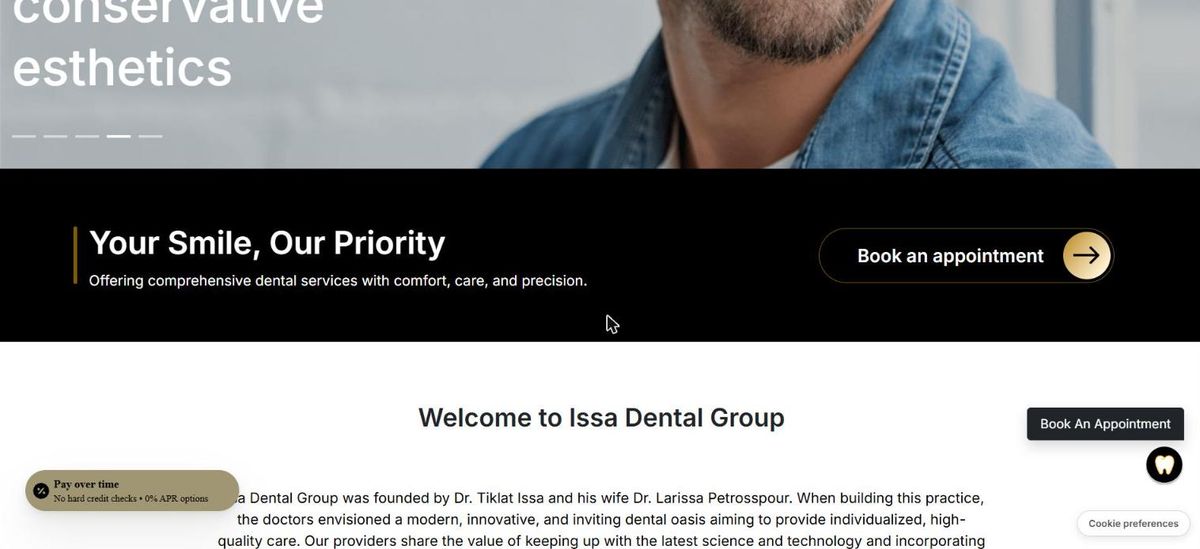 conservative
esthetics
Your Smile, Our Priority
Offering comprehensive dental services with comfort, care, and precision.
Book an appointment
Welcome to Issa Dental Group
Book An Appointment
Pay over time
No hard credit checks • 0% APR options
a Dental Group was founded by Dr. Tiklat Issa and his wife Dr. Larissa Petrosspour. When building this practice,
the doctors envisioned a modern, innovative, and inviting dental oasis aiming to provide individualized, high-
quality care. Our providers share the value of keeping up with the latest science and technology and incorporating
Cookie preferences